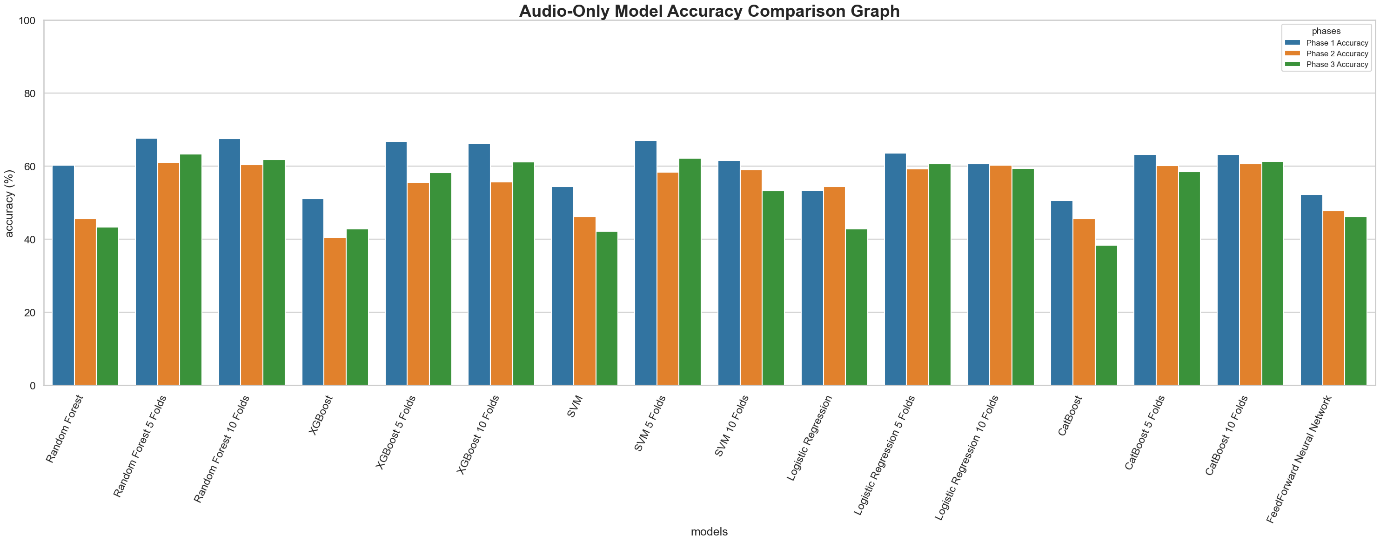 Audio-Only Model Accuracy Comparison Graph
phases
Phase 1 Accuracy
Phase 2 Accuracy
Phase 3 Accuracy
accuracy (%)
100
80
60
40
20
0
Random Forest
Random Forest 5 Folds
Random Forest 10 Folds
XGBoost
XGBoost 5 Folds
XGBoost 10 Folds
SVM
SVM 5 Folds
SVM 10 Folds
Logistic Regression
Logistic Regression 5 Folds
Logistic Regression 10 Folds
CatBoost
CatBoost 5 Folds
CatBoost 10 Folds
FeedForward Neural Network
models